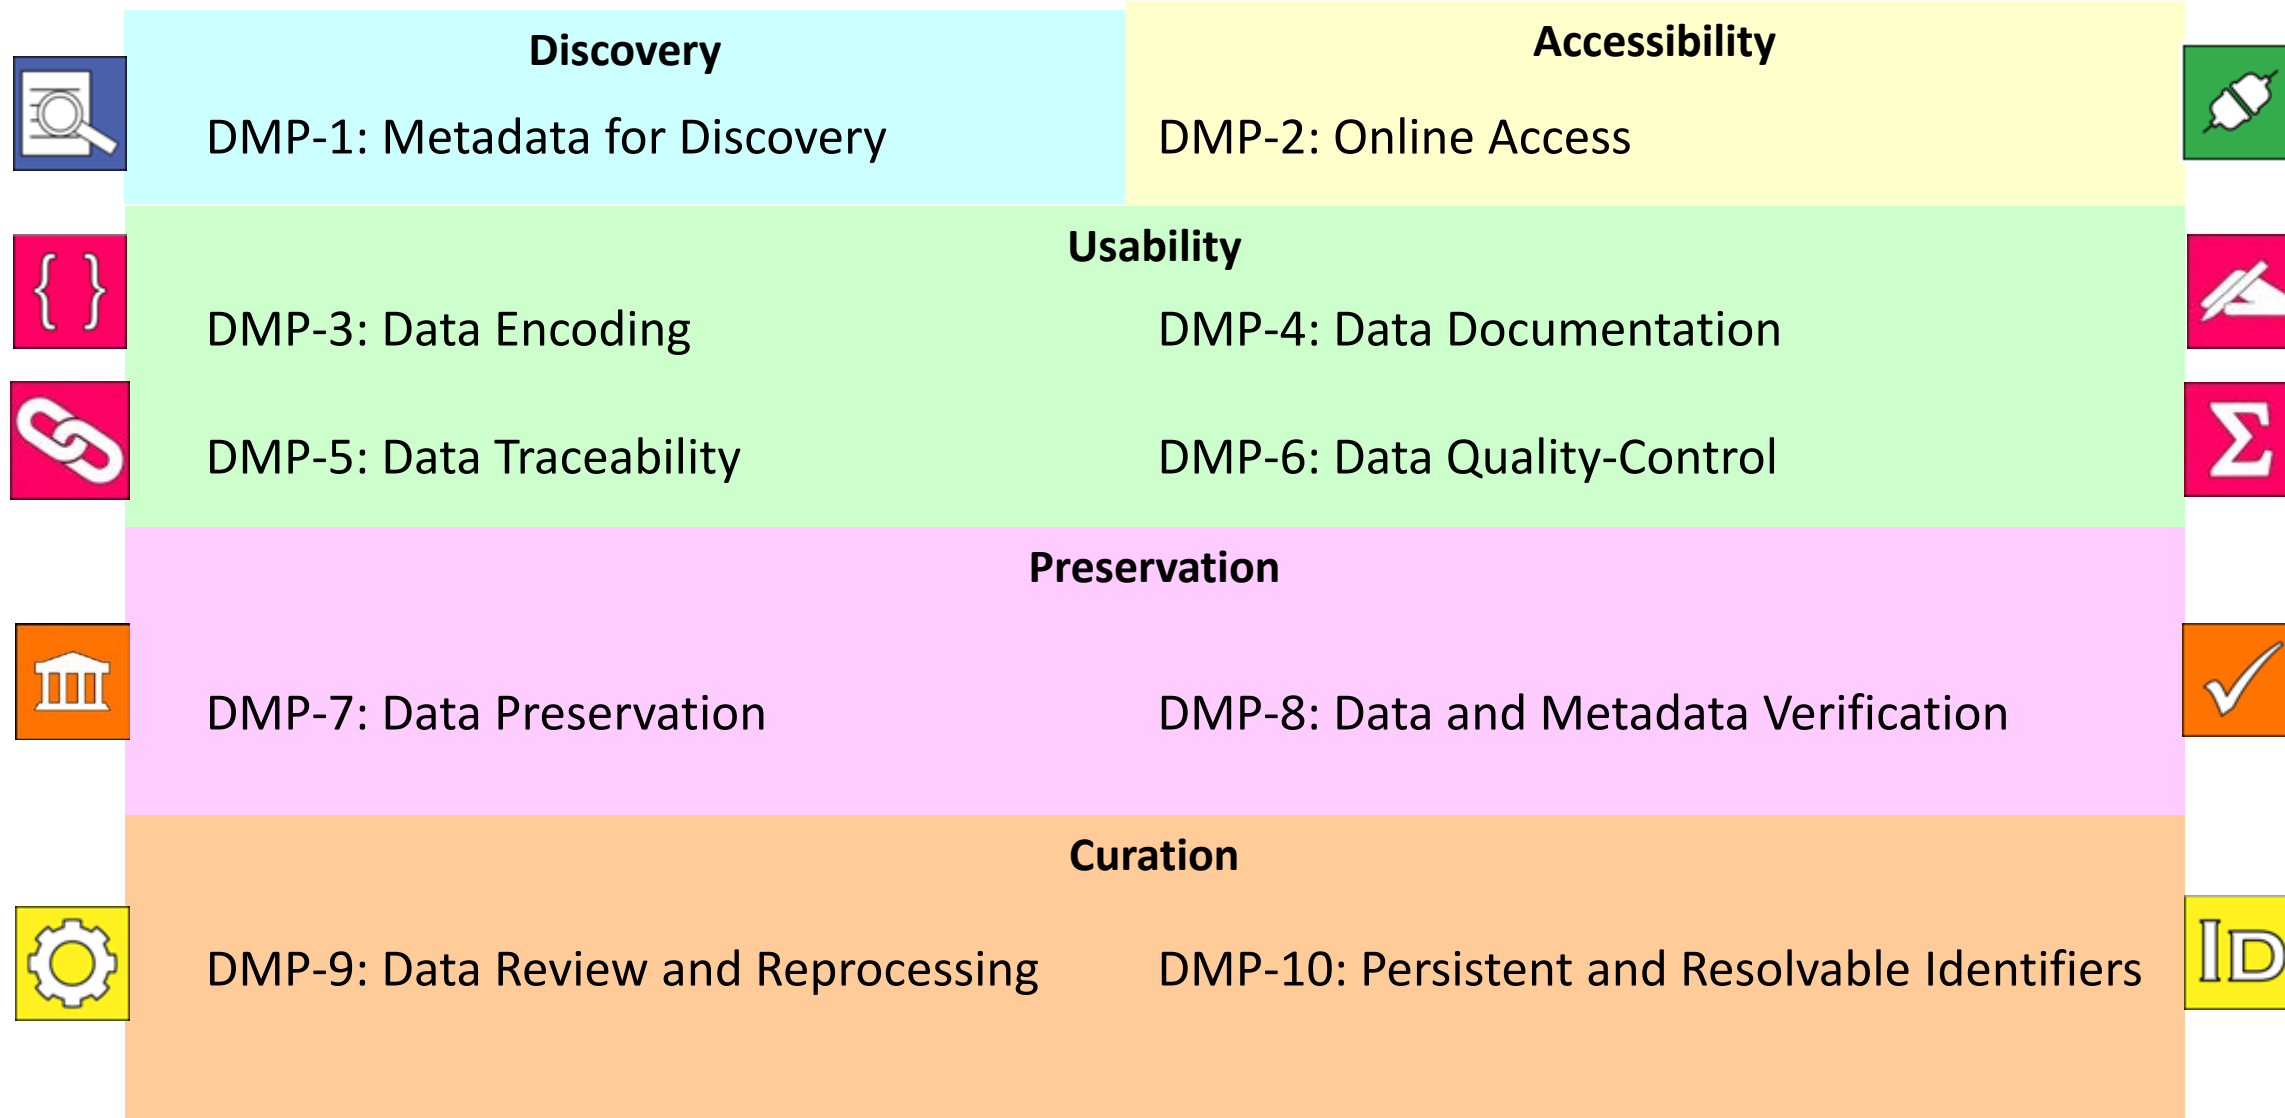 Discovery
Accessibility
DMP-1: Metadata for Discovery
DMP-2: Online Access
Usability
{ }
DMP-3: Data Encoding
DMP-4: Data Documentation
DMP-5: Data Traceability
DMP-6: Data Quality-Control
Σ
Preservation
DMP-7: Data Preservation
DMP-8: Data and Metadata Verification
Curation
DMP-9: Data Review and Reprocessing
DMP-10: Persistent and Resolvable Identifiers
ID